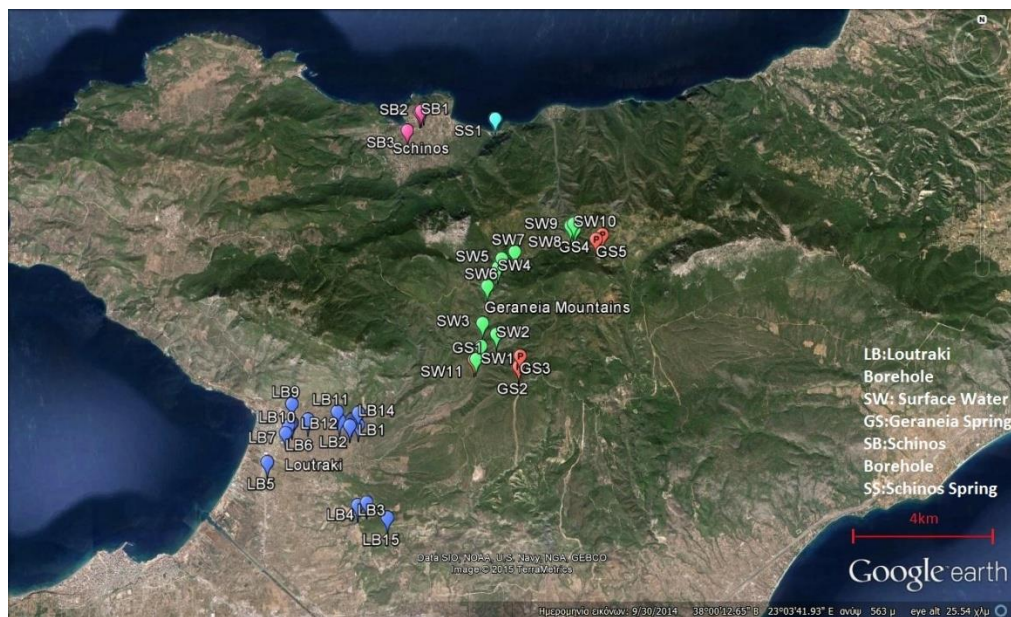 N
SB2 SB1
SS1
SB3
Schinos
SW9 SW10
SW7 SW8
GS4 GS5
SW5 SW4
SW6
Geraneia Mountains
SW3
SW2
GS1
SW1
SW11
GS3
GS2
LB9
LB11
LB14
LB10
LB12
LB1
LB7
LB2
LB6
Loutraki
LB5
LB4 LB3
LB15
LB:Loutraki
Borehole
SW: Surface Water
GS:Geraneia Spring
SB:Schinos
Borehole
SS:Schinos Spring
4km
Data SIO, NOAA, U.S. Navy, NGA, GEBCO
Image © 2015 TerraMetrics
Google earth
Ημερομηνία εικόνων: 9/30/2014 38°00'12.65" Β 23°03'41.93" Ε ανύψ 563 μ eye alt 25.54 χλμ